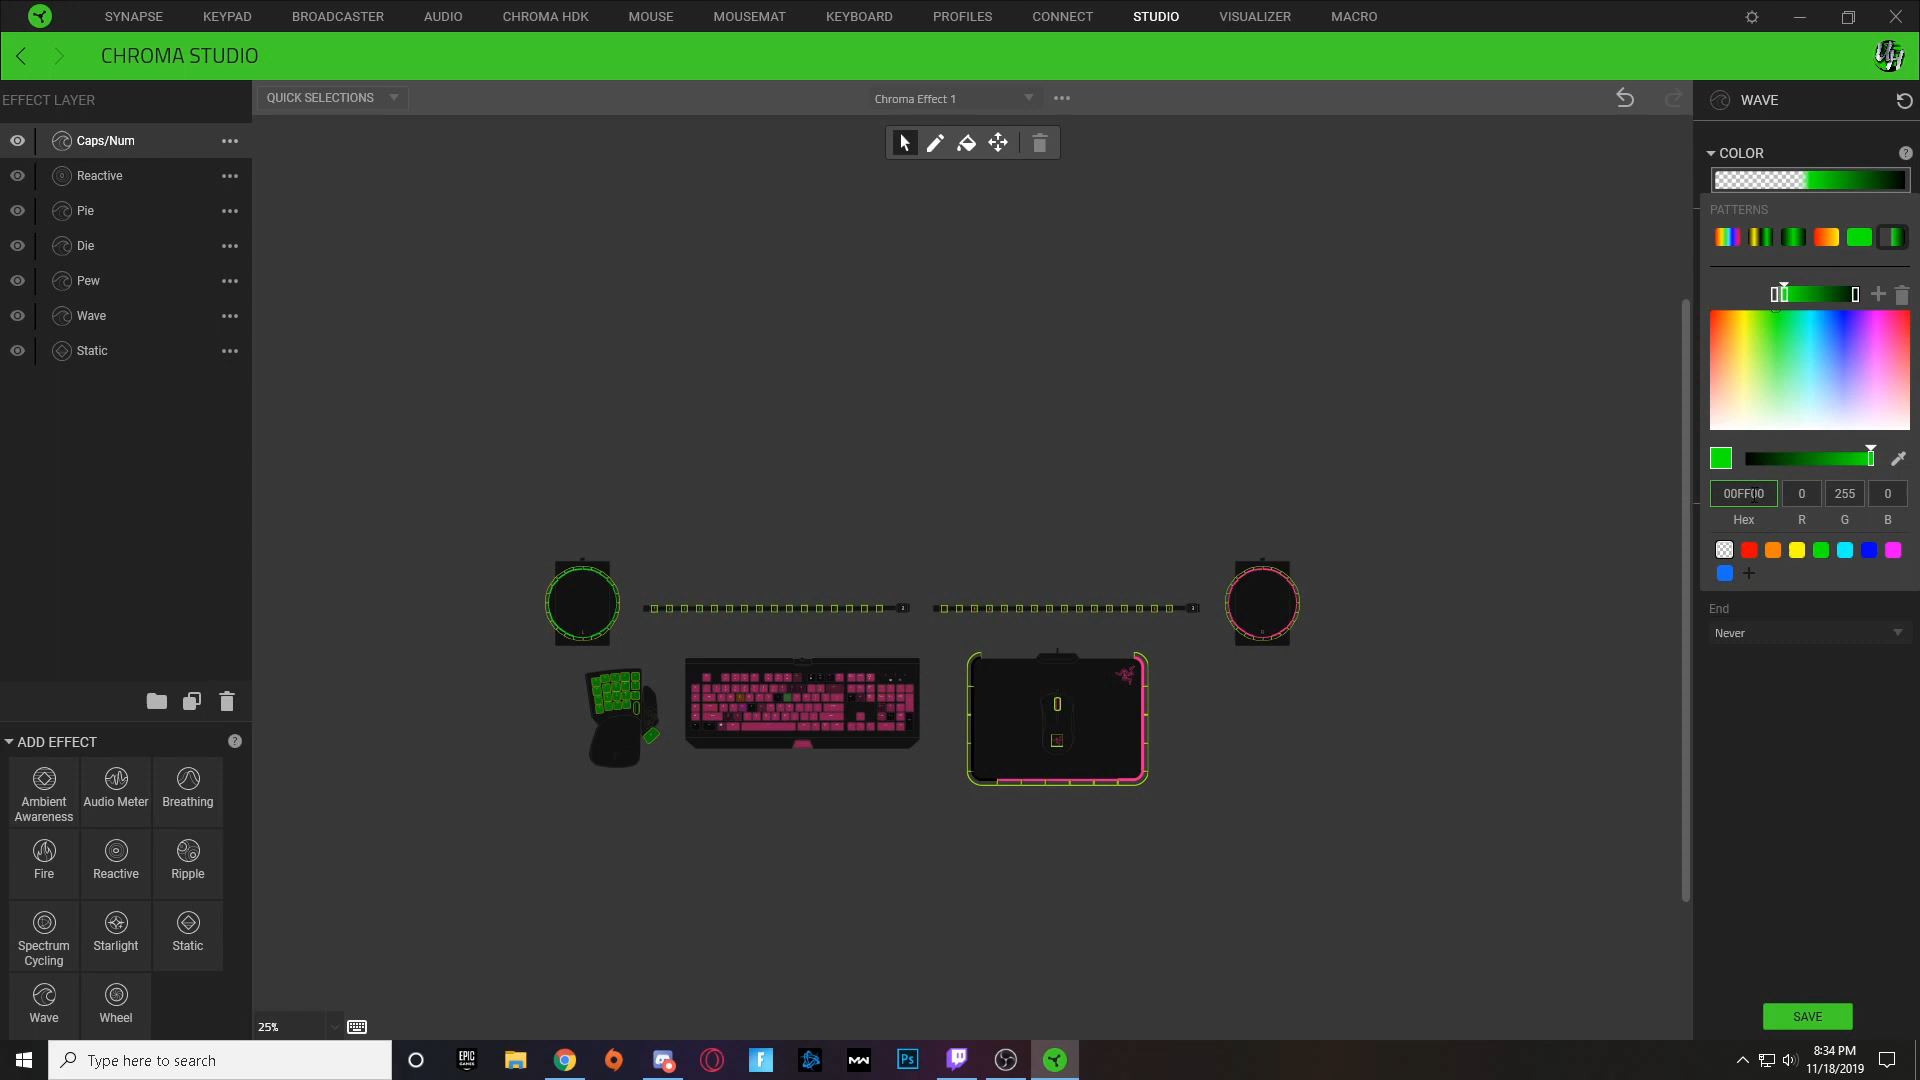 SYNAPSE KEYPAD BROADCASTER AUDIO CHROMA HDK MOUSE MOUSEMAT KEYBOARD PROFILES CONNECT STUDIO VISUALIZER MACRO
CHROMA STUDIO
EFFECT LAYER
Caps/Num
Reactive
Pie
Die
Pew
Wave
Static
ADD EFFECT
Ambient Awareness
Audio Meter
Breathing
Fire
Reactive
Ripple
Spectrum Cycling
Starlight
Static
Wave
Wheel
QUICK SELECTIONS
Chroma Effect 1
25%
WAVE
COLOR
PATTERNS
00FF00 0 255 0
Hex R G B
End
Never
SAVE
Type here to search
EPIC GAMES
Ps
8:34 PM
11/18/2019